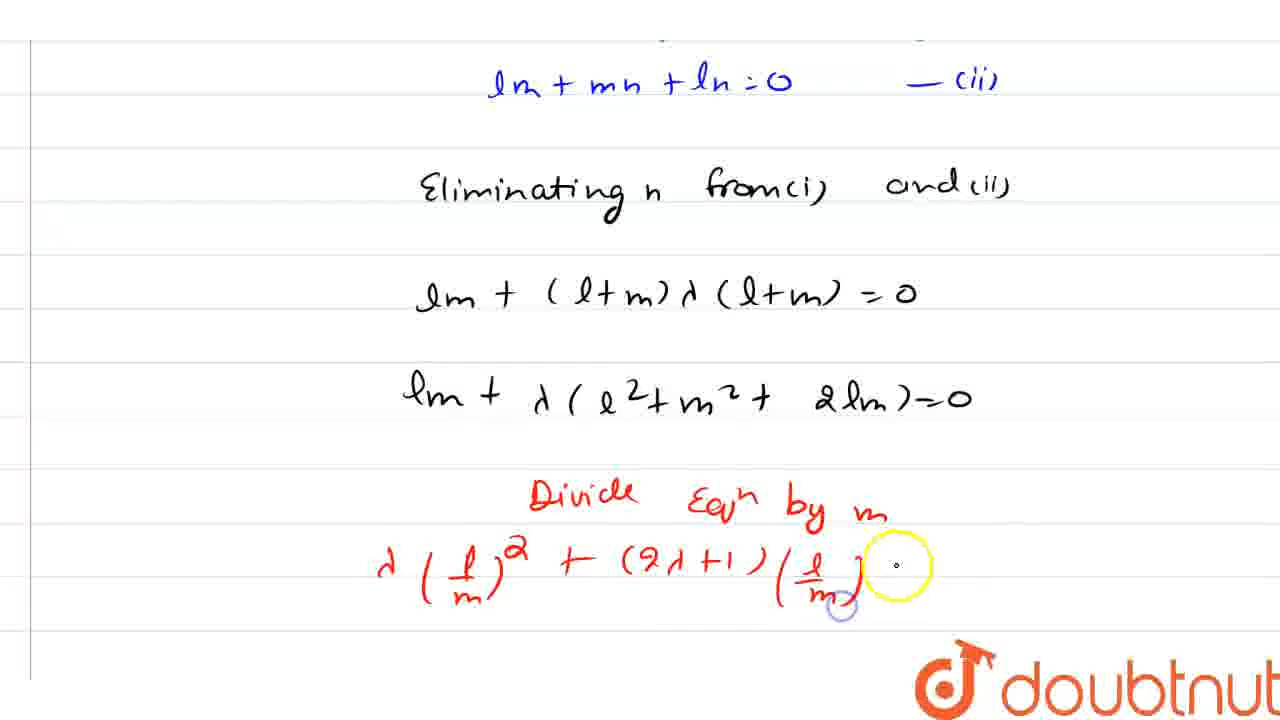 lm + mn + ln = 0 — (ii)
Eliminating n from (i) and (ii)
lm + (l+m) λ (l+m) = 0
lm + λ (l² + m² + 2lm) = 0
Divide Eqⁿ by m
λ (l/m)² + (2λ+1) (l/m)
doubtnut